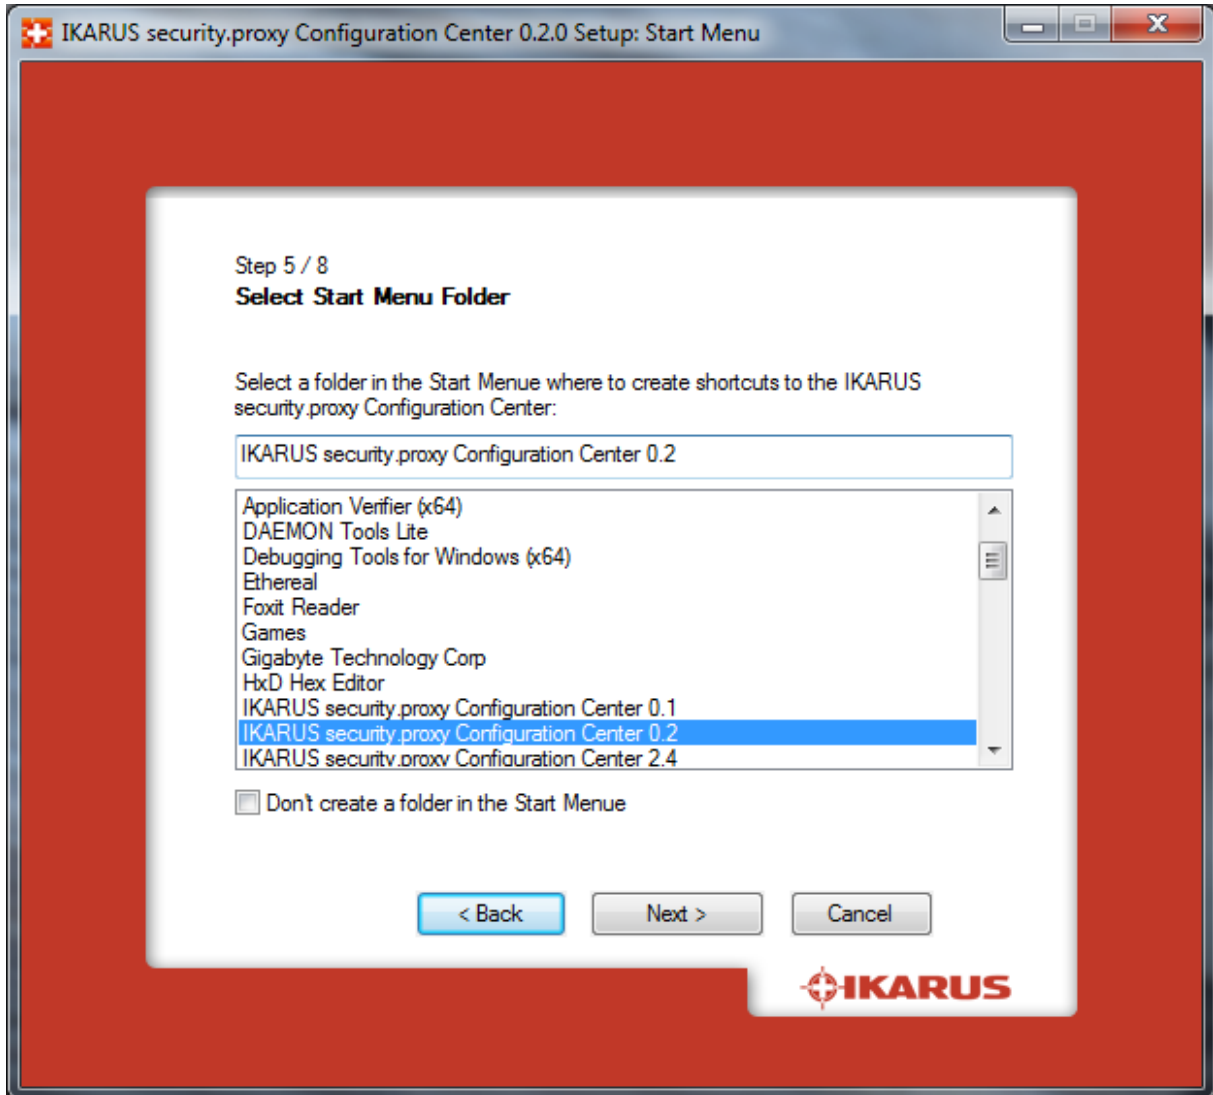 IKARUS security.proxy Configuration Center 0.2.0 Setup: Start Menu
Step 5 / 8
Select Start Menu Folder
Select a folder in the Start Menue where to create shortcuts to the IKARUS
security.proxy Configuration Center:
IKARUS security.proxy Configuration Center 0.2
Application Verifier (x64)
DAEMON Tools Lite
Debugging Tools for Windows (x64)
Ethereal
Foxit Reader
Games
Gigabyte Technology Corp
HxD Hex Editor
IKARUS security.proxy Configuration Center 0.1
IKARUS security.proxy Configuration Center 0.2
IKARUS security.proxy Configuration Center 2.4
Don't create a folder in the Start Menue
< Back Next > Cancel
IKARUS